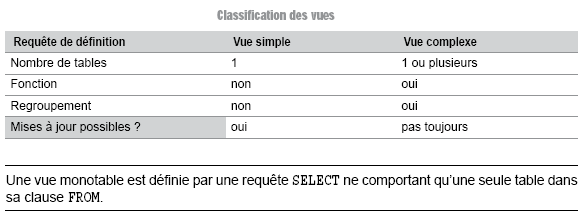 Classification des vues
Requête de définition Vue simple Vue complexe
Nombre de tables 1 1 ou plusieurs
Fonction non oui
Regroupement non oui
Mises à jour possibles ? oui pas toujours
Une vue monotable est définie par une requête SELECT ne comportant qu'une seule table dans
sa clause FROM.